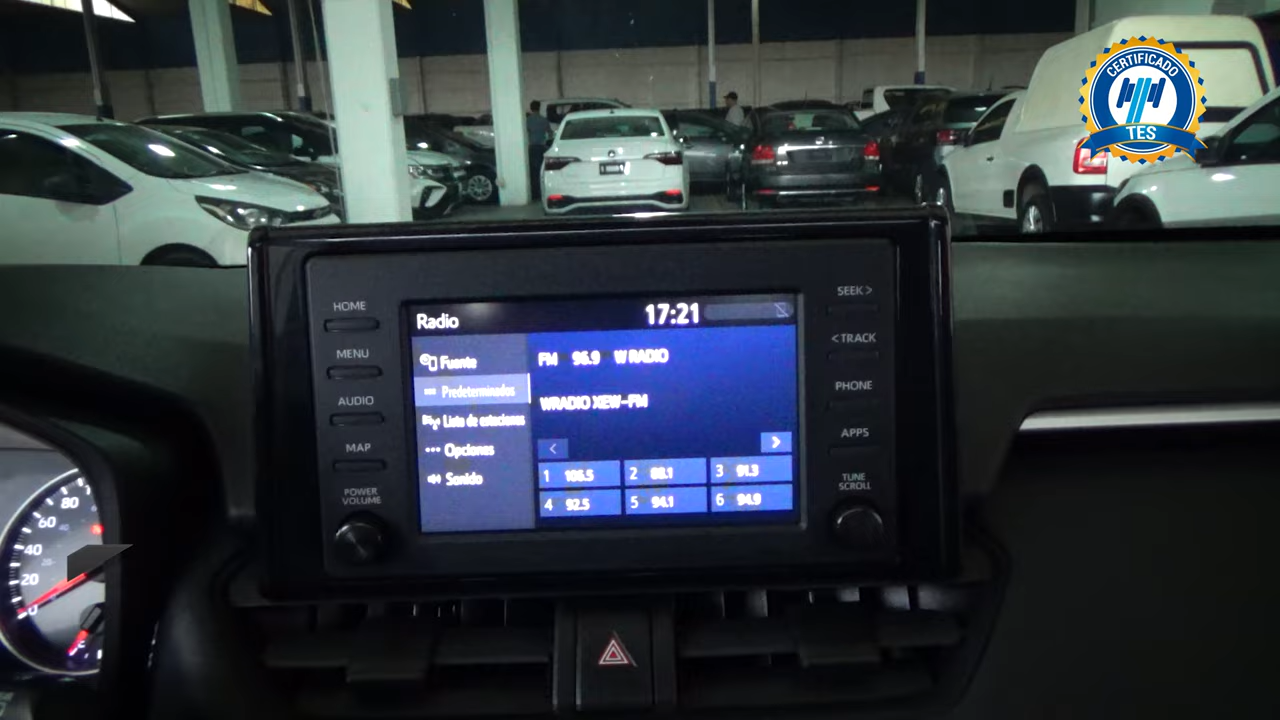 CERTIFICADO
TES
HOME
MENU
AUDIO
MAP
POWER
VOLUME
Radio
17:21
Fuente
Predeterminados
Lista de estaciones
Opciones
Sonido
FM 96.9 W RADIO
WRADIO XEW-FM
<
>
1 106.5
2 88.1
3 91.3
4 92.5
5 94.1
6 94.9
SEEK >
< TRACK
PHONE
APPS
TUNE
SCROLL
80
60
40
20
0